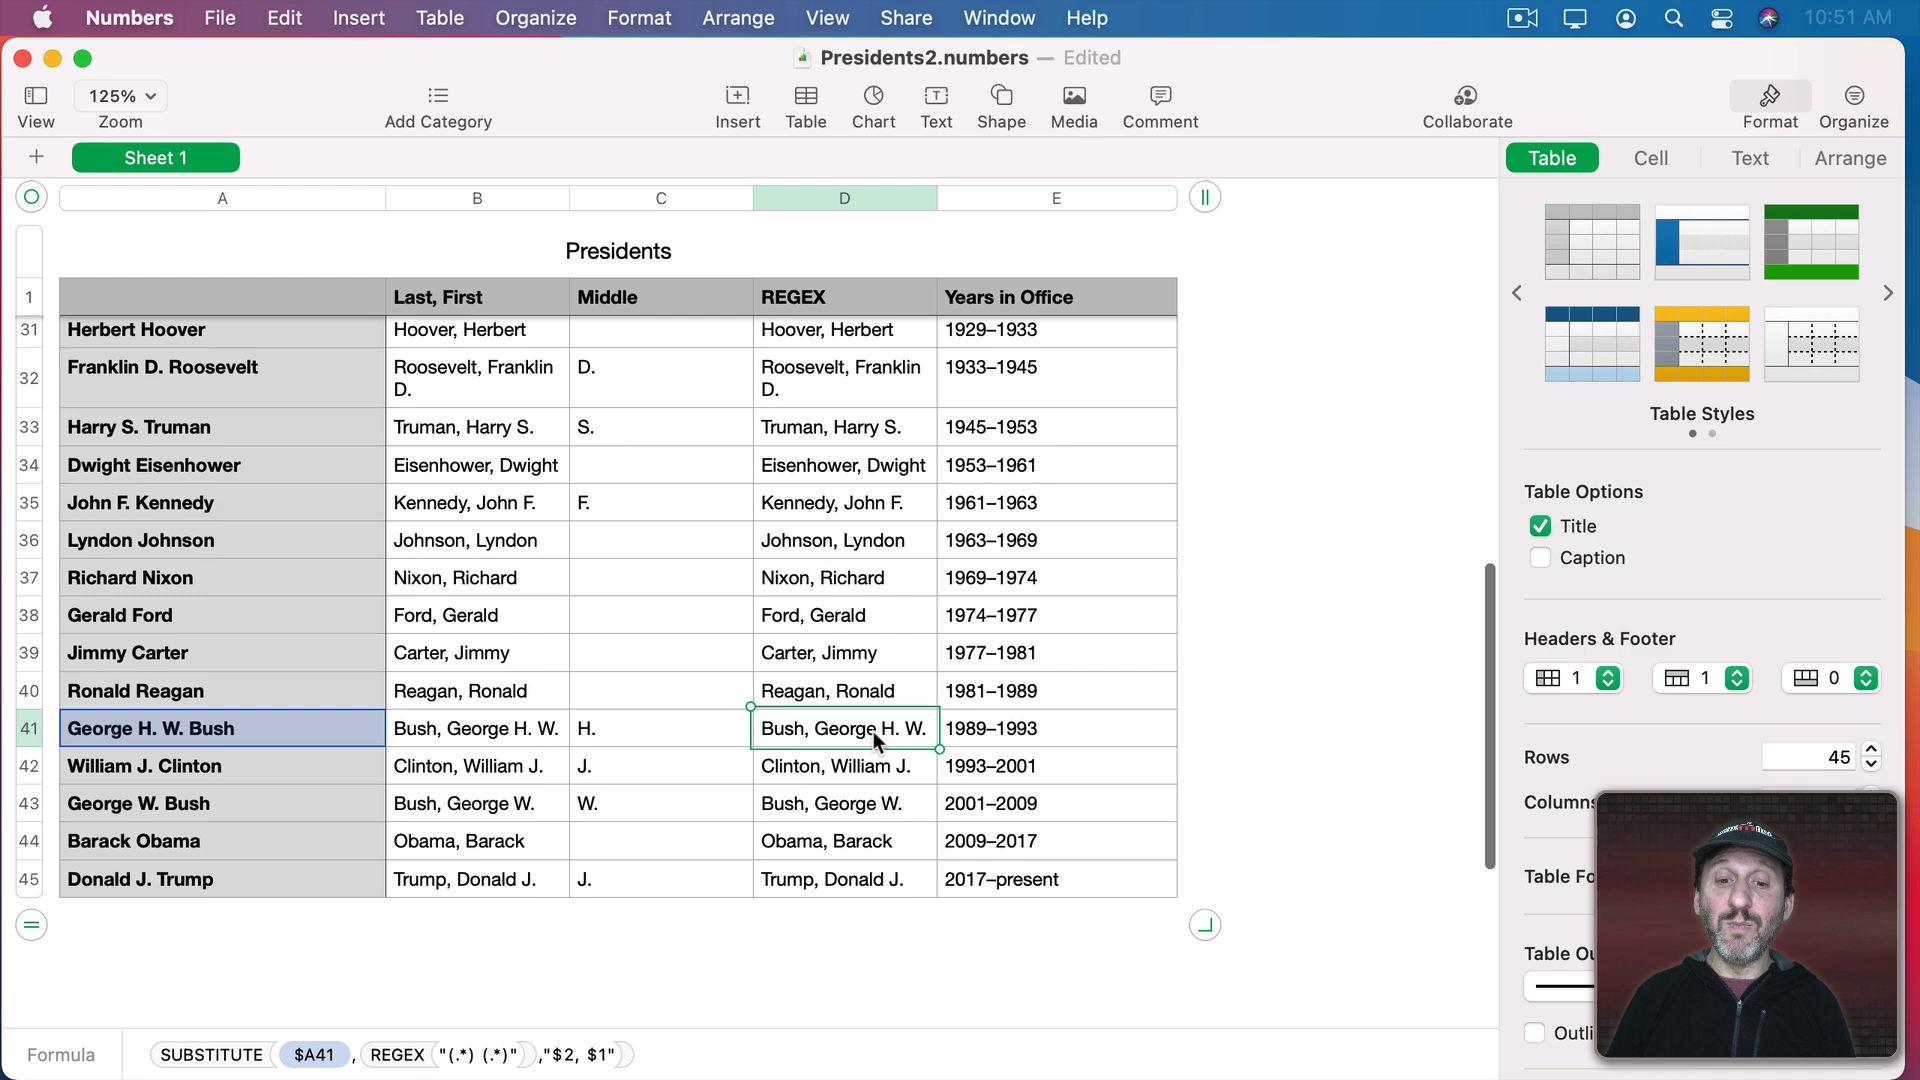 Numbers File Edit Insert Table Organize Format Arrange View Share Window Help 10:51 AM
Presidents2.numbers — Edited
125%
View Zoom Add Category Insert Table Chart Text Shape Media Comment Collaborate Format Organize
+ Sheet 1 Table Cell Text Arrange
A B C D E
Presidents
1 Last, First Middle REGEX Years in Office
31 Herbert Hoover Hoover, Herbert Hoover, Herbert 1929–1933
32 Franklin D. Roosevelt Roosevelt, Franklin D. D. Roosevelt, Franklin D. 1933–1945
33 Harry S. Truman Truman, Harry S. S. Truman, Harry S. 1945–1953
34 Dwight Eisenhower Eisenhower, Dwight Eisenhower, Dwight 1953–1961
35 John F. Kennedy Kennedy, John F. F. Kennedy, John F. 1961–1963
36 Lyndon Johnson Johnson, Lyndon Johnson, Lyndon 1963–1969
37 Richard Nixon Nixon, Richard Nixon, Richard 1969–1974
38 Gerald Ford Ford, Gerald Ford, Gerald 1974–1977
39 Jimmy Carter Carter, Jimmy Carter, Jimmy 1977–1981
40 Ronald Reagan Reagan, Ronald Reagan, Ronald 1981–1989
41 George H. W. Bush Bush, George H. W. H. Bush, George H. W. 1989–1993
42 William J. Clinton Clinton, William J. J. Clinton, William J. 1993–2001
43 George W. Bush Bush, George W. W. Bush, George W. 2001–2009
44 Barack Obama Obama, Barack Obama, Barack 2009–2017
45 Donald J. Trump Trump, Donald J. J. Trump, Donald J. 2017–present
Table Styles
Table Options
Title
Caption
Headers & Footer
1 1 0
Rows 45
Columns
Table Fo
Table Ou
Outli
Formula SUBSTITUTE ( $A41 , REGEX ( "(.*) (.*)" ) ,"$2, $1" )